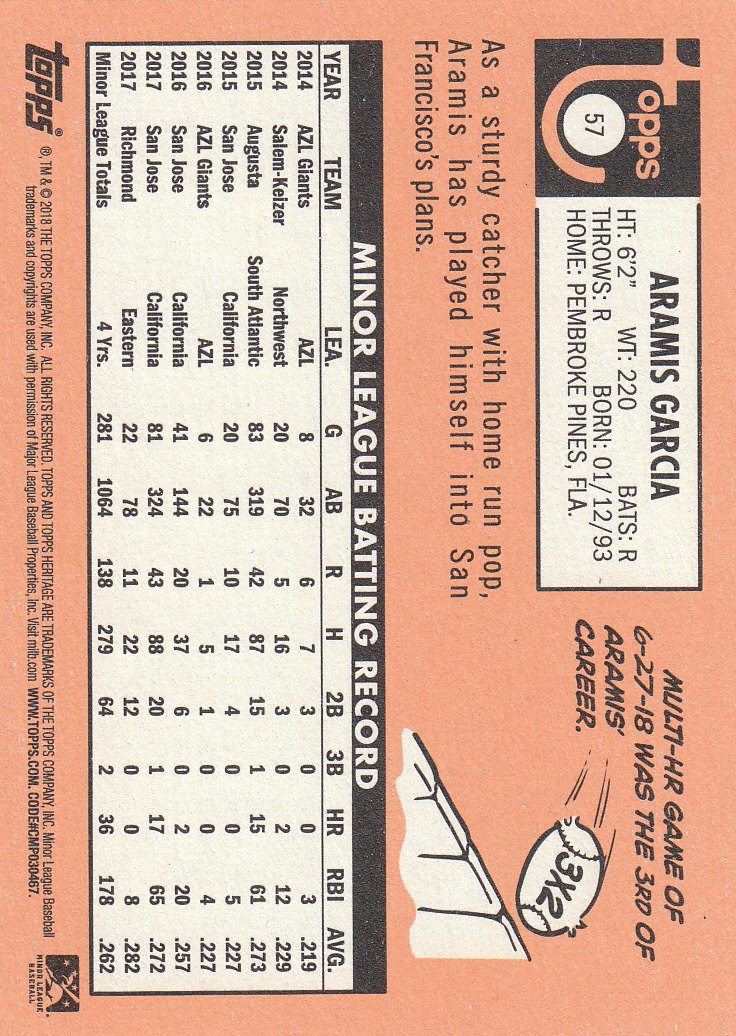 topps
57
ARAMIS GARCIA
HT: 6'2" WT: 220 BATS: R
THROWS: R BORN: 01/12/93
HOME: PEMBROKE PINES, FLA.
MULTI-HR GAME OF
6-27-18 WAS THE 3RD OF
ARAMIS'
CAREER.
3X2
As a sturdy catcher with home run pop,
Aramis has played himself into San
Francisco's plans.
MINOR LEAGUE BATTING RECORD
YEAR TEAM LEA. G AB R H 2B 3B HR RBI AVG.
2014 AZL Giants AZL 8 32 6 7 3 0 0 3 .219
2014 Salem-Keizer Northwest 20 70 5 16 3 0 2 12 .229
2015 Augusta South Atlantic 83 319 42 87 15 1 15 61 .273
2015 San Jose California 20 75 10 17 4 0 0 5 .227
2016 AZL Giants AZL 6 22 1 5 1 0 0 4 .227
2016 San Jose California 41 144 20 37 6 0 2 20 .257
2017 San Jose California 81 324 43 88 20 1 17 65 .272
2017 Richmond Eastern 22 78 11 22 12 0 0 8 .282
Minor League Totals 4 Yrs. 281 1064 138 279 64 2 36 178 .262
topps®
®, TM & © 2018 THE TOPPS COMPANY, INC. ALL RIGHTS RESERVED. TOPPS AND TOPPS HERITAGE ARE TRADEMARKS OF THE TOPPS COMPANY, INC. Minor League Baseball
trademarks and copyrights are used with permission of Major League Baseball Properties, Inc. Visit milb.com WWW.TOPPS.COM. CODE#CMP030467.
MINOR LEAGUE
BASEBALL